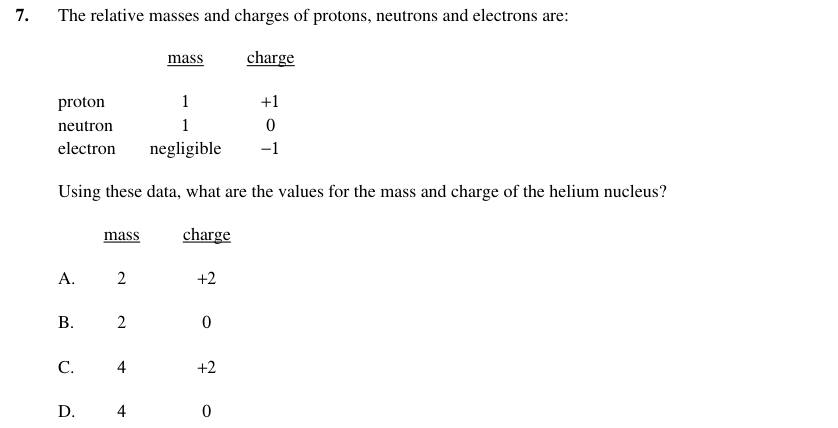 7. The relative masses and charges of protons, neutrons and electrons are:
mass charge
proton 1 +1
neutron 1 0
electron negligible −1
Using these data, what are the values for the mass and charge of the helium nucleus?
mass charge
A. 2 +2
B. 2 0
C. 4 +2
D. 4 0